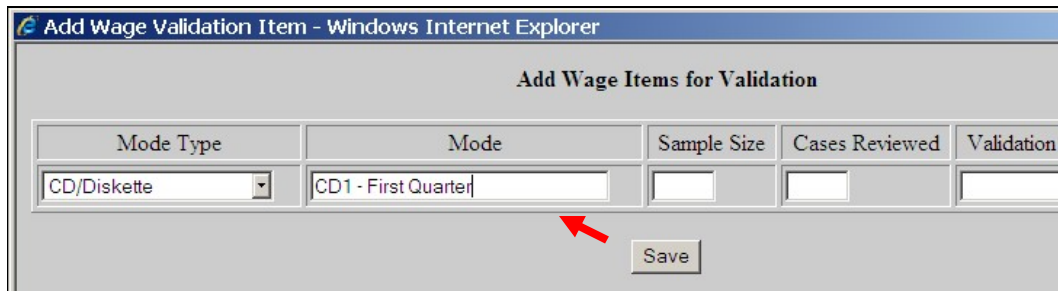 Add Wage Validation Item - Windows Internet Explorer
Add Wage Items for Validation
Mode Type Mode Sample Size Cases Reviewed Validation
CD/Diskette CD1 - First Quarter
Save